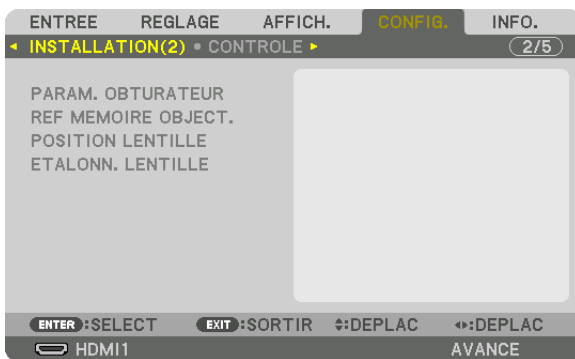 ENTREE REGLAGE AFFICH. CONFIG. INFO.
INSTALLATION(2) • CONTROLE 2/5
PARAM. OBTURATEUR
REF MEMOIRE OBJECT.
POSITION LENTILLE
ETALONN. LENTILLE
ENTER :SELECT EXIT :SORTIR :DEPLAC :DEPLAC
HDMI1 AVANCE